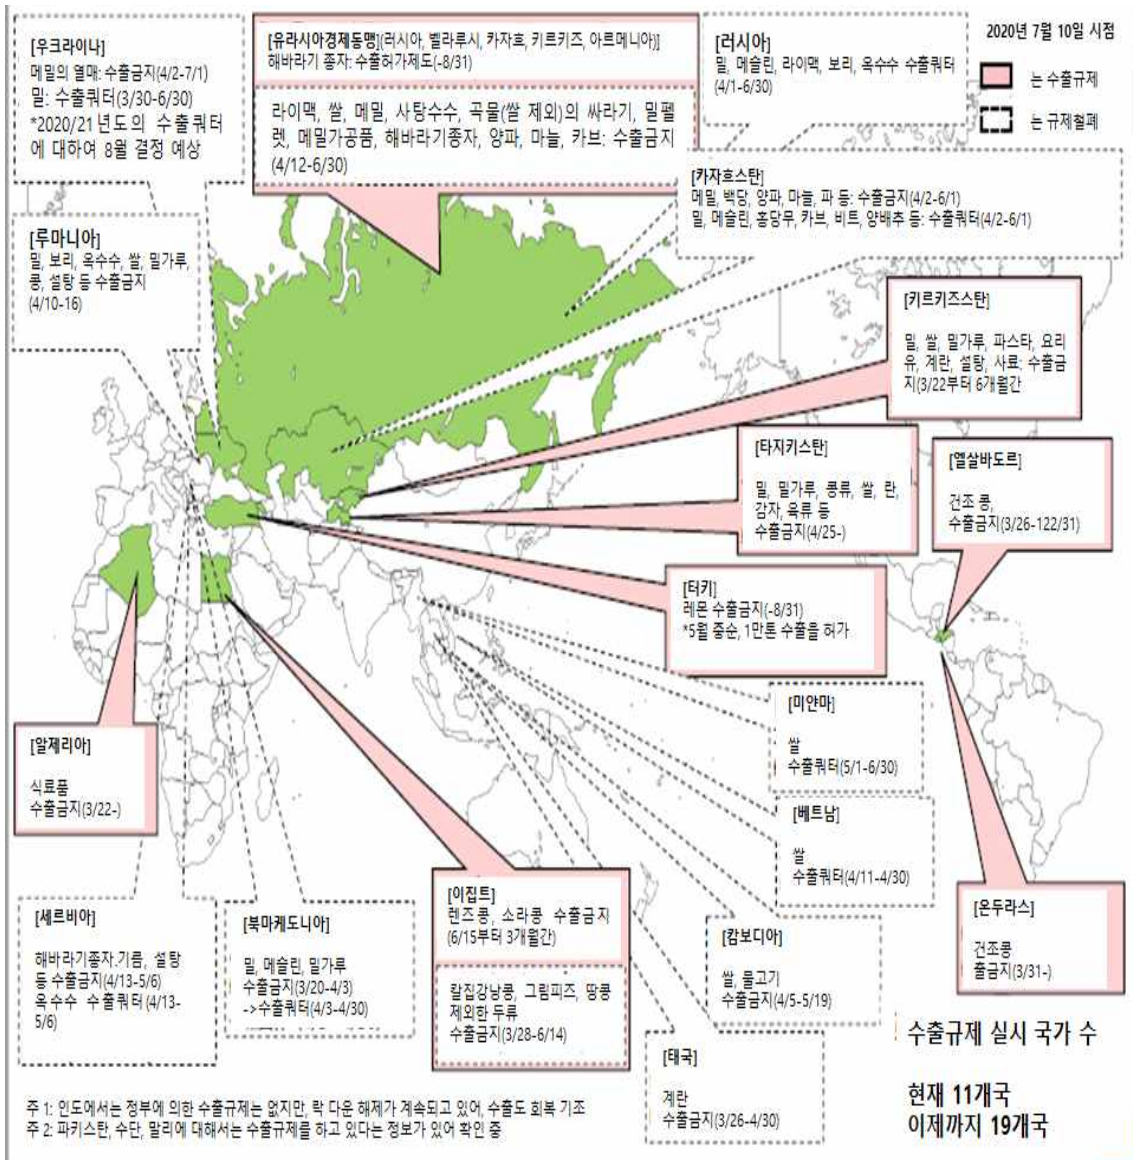 2020년 7월 10일 시점
는 수출규제
는 규제철폐
[우크라이나]
메밀의 열매: 수출금지(4/2-7/1)
밀: 수출쿼터(3/30-6/30)
*2020/21년도의 수출쿼터
에 대하여 8월 결정 예상
[유라시아경제동맹](러시아, 벨라루시, 카자흐, 키르키즈, 아르메니아)]
해바라기 종자: 수출허가제도(-8/31)
라이맥, 쌀, 메밀, 사탕수수, 곡물(쌀 제외)의 싸라기, 밀펠
렛, 메밀가공품, 해바라기종자, 양파, 마늘, 카브: 수출금지
(4/12-6/30)
[러시아]
밀, 메슬린, 라이맥, 보리, 옥수수 수출쿼터
(4/1-6/30)
[카자흐스탄]
메밀, 백당, 양파, 마늘, 파 등: 수출금지(4/2-6/1)
밀, 메슬린, 홍당무, 카브, 비트, 양배추 등: 수출쿼터(4/2-6/1)
[루마니아]
밀, 보리, 옥수수, 쌀, 밀가루,
콩, 설탕 등 수출금지
(4/10-16)
[키르키즈스탄]
밀, 쌀, 밀가루, 파스타, 요리
유, 계란, 설탕, 사료: 수출금
지(3/22부터 6개월간
[타지키스탄]
밀, 밀가루, 콩류, 쌀, 란,
감자, 육류 등
수출금지(4/25-)
[엘살바도르]
건조 콩,
수출금지(3/26-122/31)
[터키]
레몬 수출금지(-8/31)
*5월 중순, 1만톤 수출을 허가
[미얀마]
쌀
수출쿼터(5/1-6/30)
[알제리아]
식료품
수출금지(3/22-)
[베트남]
쌀
수출쿼터(4/11-4/30)
[세르비아]
해바라기종자.기름, 설탕
등 수출금지(4/13-5/6)
옥수수 수출쿼터(4/13-
5/6)
[북마케도니아]
밀, 메슬린, 밀가루
수출금지(3/20-4/3)
->수출쿼터(4/3-4/30)
[이집트]
렌즈콩, 소라콩 수출금지
(6/15부터 3개월간)
칼집강낭콩, 그림피즈, 땅콩
제외한 두류
수출금지(3/28-6/14)
[캄보디아]
쌀, 물고기
수출금지(4/5-5/19)
[온두라스]
건조콩
출금지(3/31-)
[태국]
계란
수출금지(3/26-4/30)
수출규제 실시 국가 수
현재 11개국
이제까지 19개국
주 1: 인도에서는 정부에 의한 수출규제는 없지만, 락 다운 해제가 계속되고 있어, 수출도 회복 기조
주 2: 파키스탄, 수단, 말리에 대해서는 수출규제를 하고 있다는 정보가 있어 확인 중